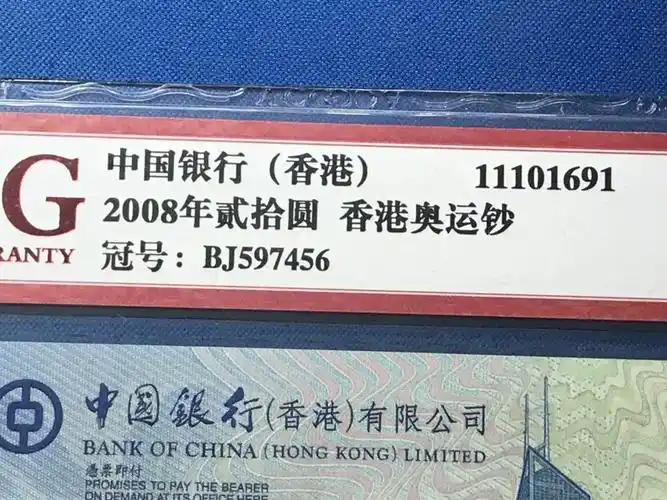 G
RANTY
中国银行（香港） 11101691
2008年贰拾圆 香港奥运钞
冠号：BJ597456
中國銀行(香港)有限公司
BANK OF CHINA (HONG KONG) LIMITED
憑票即付
PROMISES TO PAY THE BEARER
ON DEMAND AT ITS OFFICE HERE